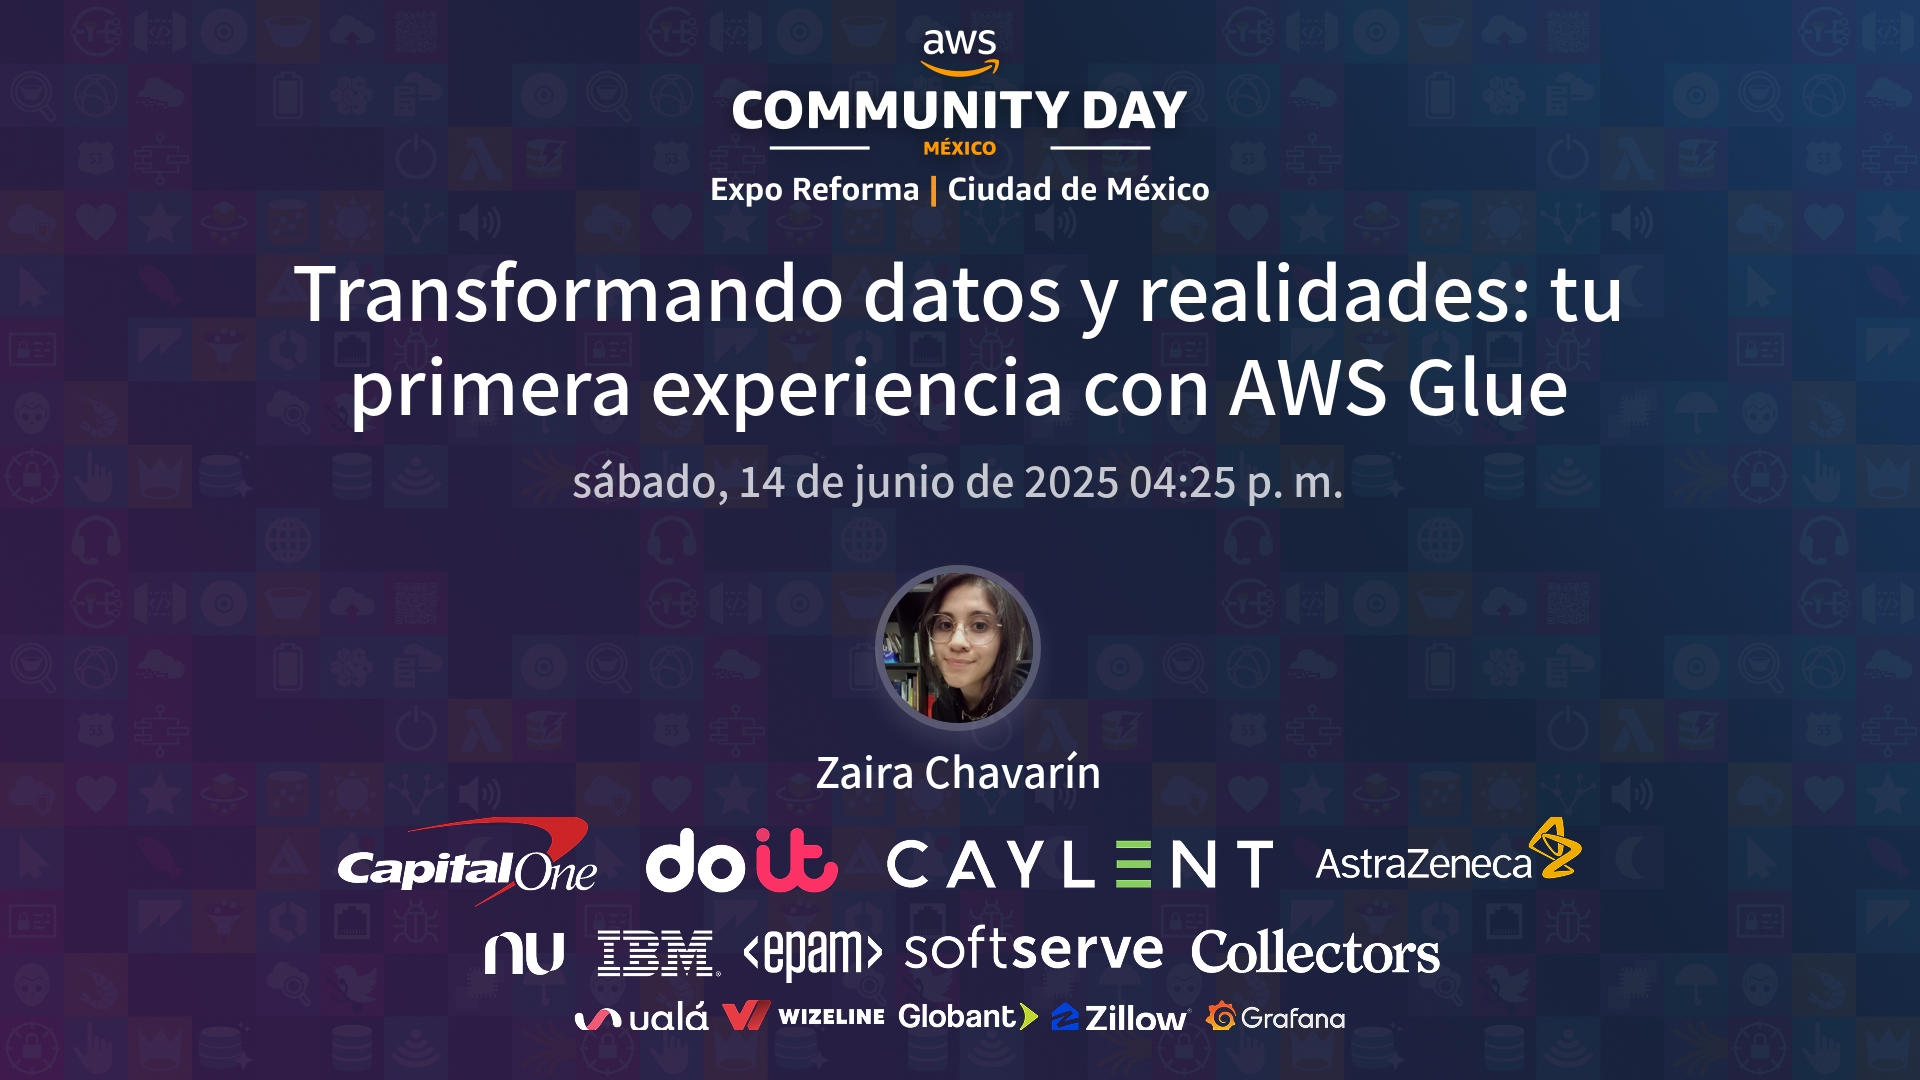 aws
COMMUNITY DAY
MÉXICO
Expo Reforma | Ciudad de México
Transformando datos y realidades: tu
primera experiencia con AWS Glue
sábado, 14 de junio de 2025 04:25 p. m.
Zaira Chavarín
CapitalOne doit CAYLENT AstraZeneca
nu IBM <epam> softserve Collectors
ualá WIZELINE Globant Zillow Grafana